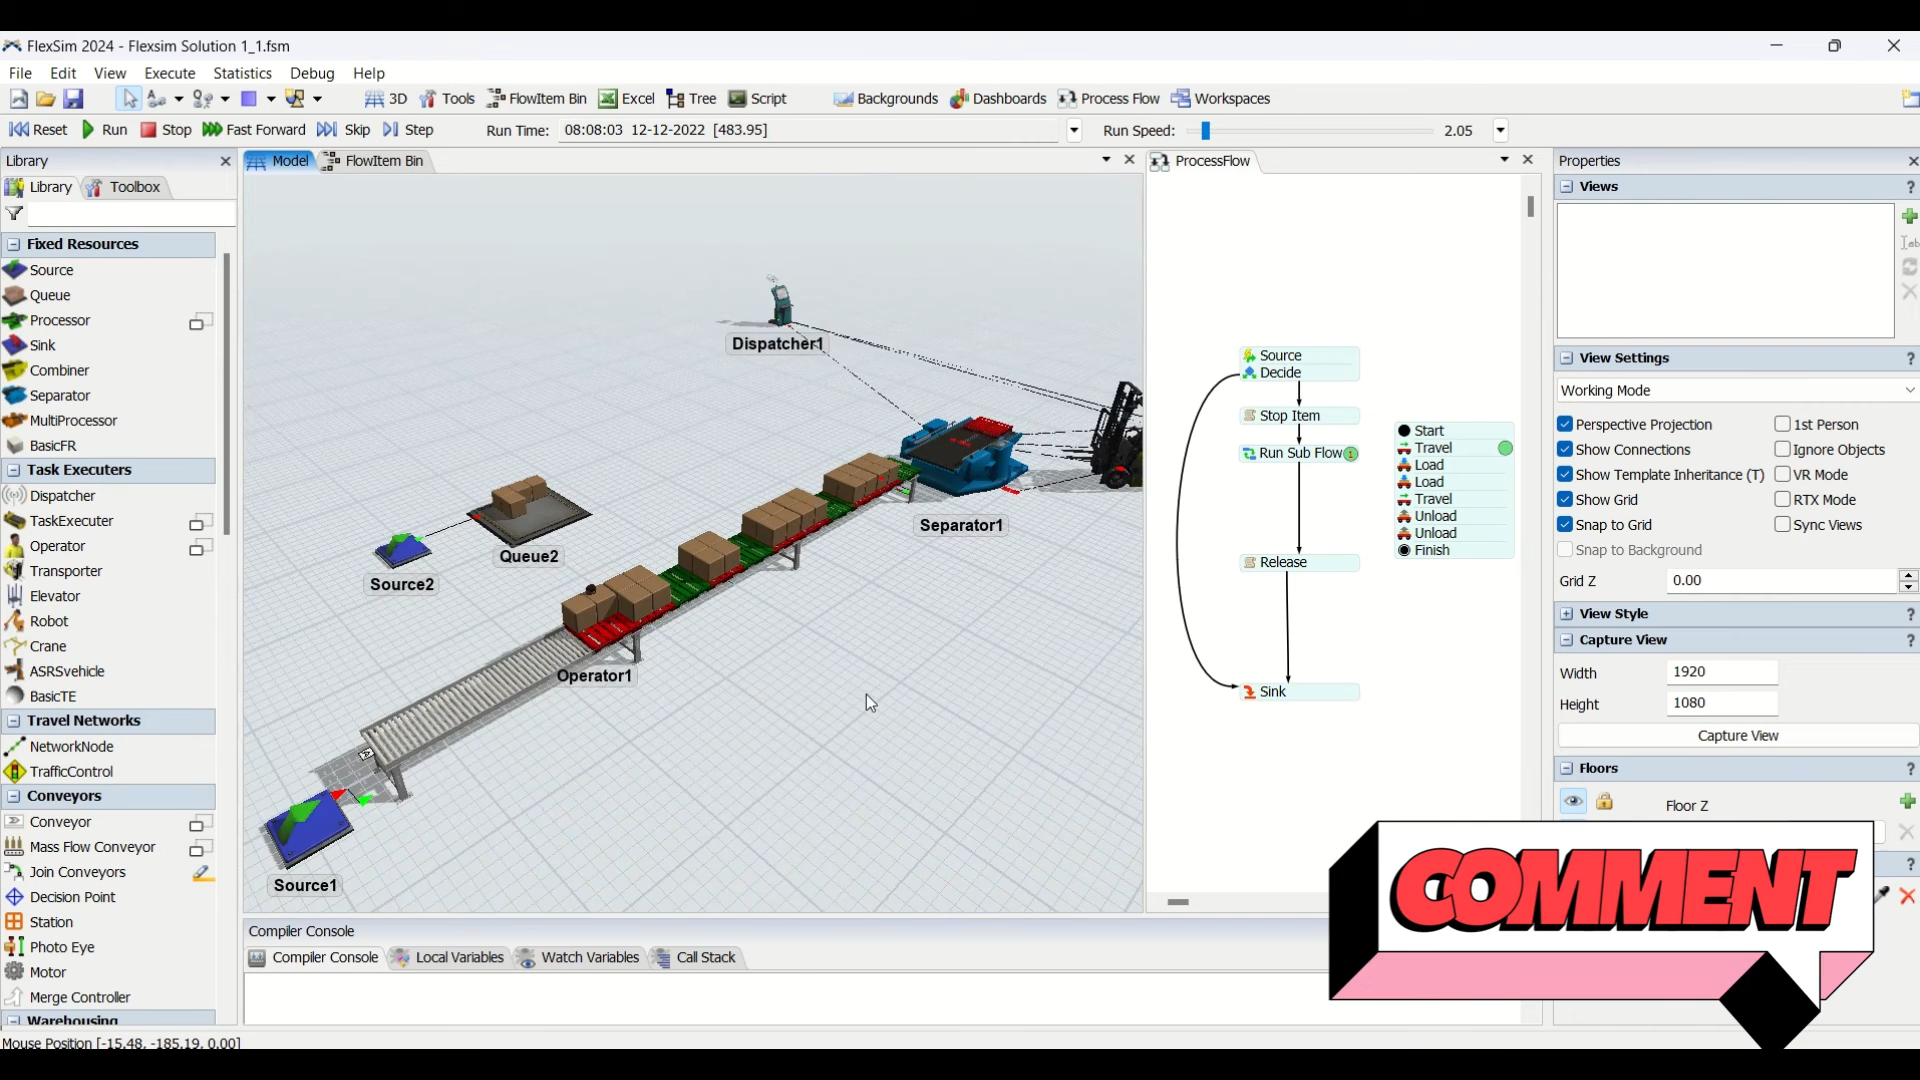 FlexSim 2024 - Flexsim Solution 1_1.fsm
File Edit View Execute Statistics Debug Help
3D Tools FlowItem Bin Excel Tree Script Backgrounds Dashboards Process Flow Workspaces
Reset Run Stop Fast Forward Skip Step Run Time: 08:08:03 12-12-2022 [483.95] Run Speed: 2.05
Library
Library Toolbox
Fixed Resources
Source
Queue
Processor
Sink
Combiner
Separator
MultiProcessor
BasicFR
Task Executers
Dispatcher
TaskExecuter
Operator
Transporter
Elevator
Robot
Crane
ASRSvehicle
BasicTE
Travel Networks
NetworkNode
TrafficControl
Conveyors
Conveyor
Mass Flow Conveyor
Join Conveyors
Decision Point
Station
Photo Eye
Motor
Merge Controller
Warehousing
Mouse Position [-15.48, -185.19, 0.00]
Model FlowItem Bin
Dispatcher1
Separator1
Queue2
Source2
Operator1
Source1
Compiler Console
Compiler Console Local Variables Watch Variables Call Stack
ProcessFlow
Source
Decide
Stop Item
Run Sub Flow 1
Release
Sink
Start
Travel
Load
Load
Travel
Unload
Unload
Finish
Properties
Views
View Settings
Working Mode
Perspective Projection 1st Person
Show Connections Ignore Objects
Show Template Inheritance (T) VR Mode
Show Grid RTX Mode
Snap to Grid Sync Views
Snap to Background
Grid Z 0.00
View Style
Capture View
Width 1920
Height 1080
Capture View
Floors
Floor Z
COMMENT